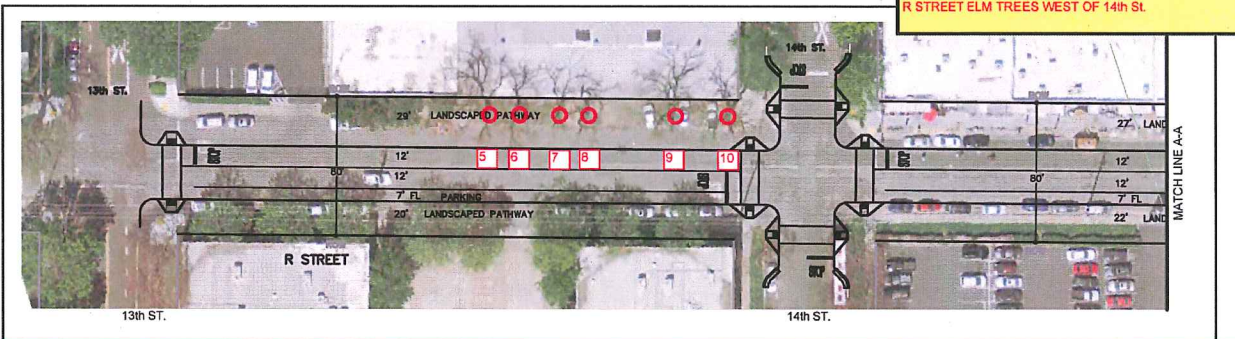 R STREET ELM TREES WEST OF 14th St.
14th ST.
13th ST.
29' LANDSCAPED PATHWAY
27' LAND
12'
5 6 7 8 9 10
12'
80'
12'
80'
12'
7' FL PARKING
7' FL
20' LANDSCAPED PATHWAY
22' LAND
MATCH LINE A-A
R STREET
13th ST.
14th ST.